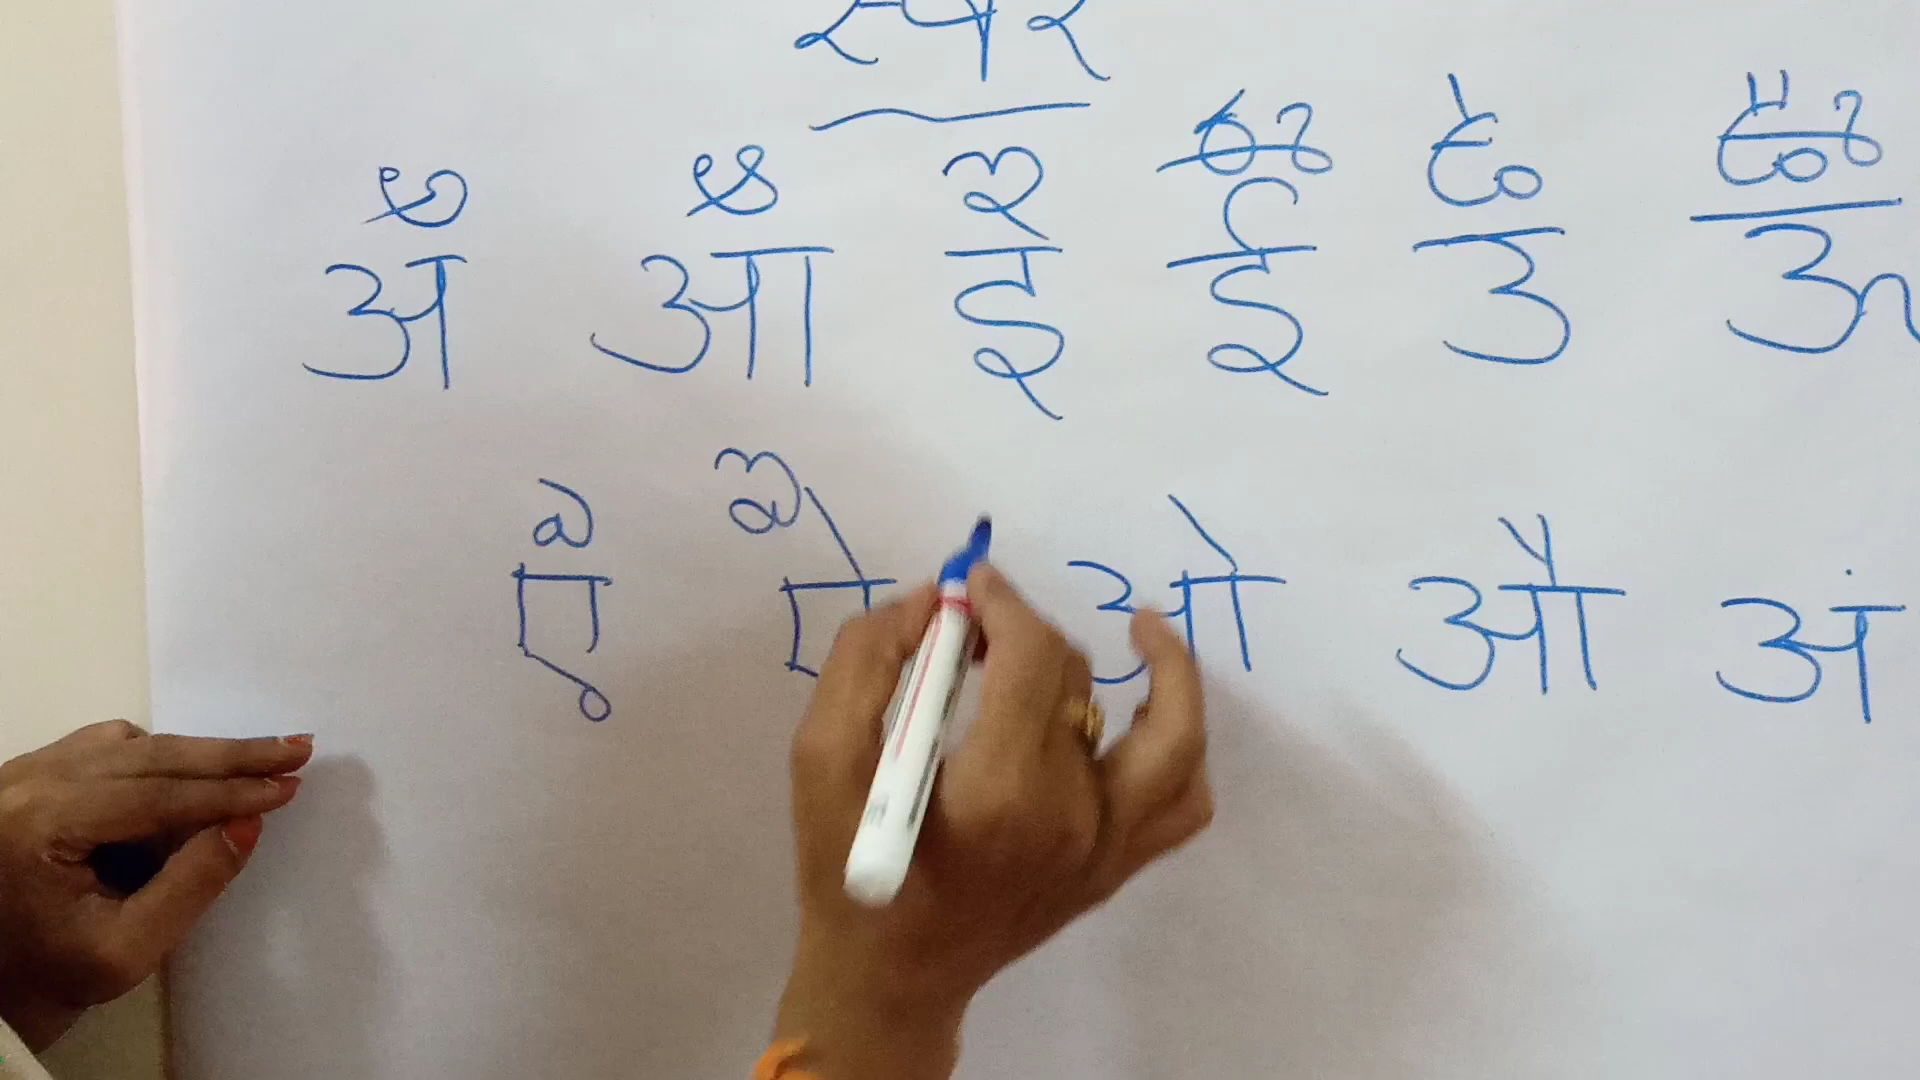 स्वर
ಅ ಆ ಇ ಈ ಉ ಊ
अ आ इ ई उ ऊ
ಎ ಐ
ए ऐ ओ औ अं